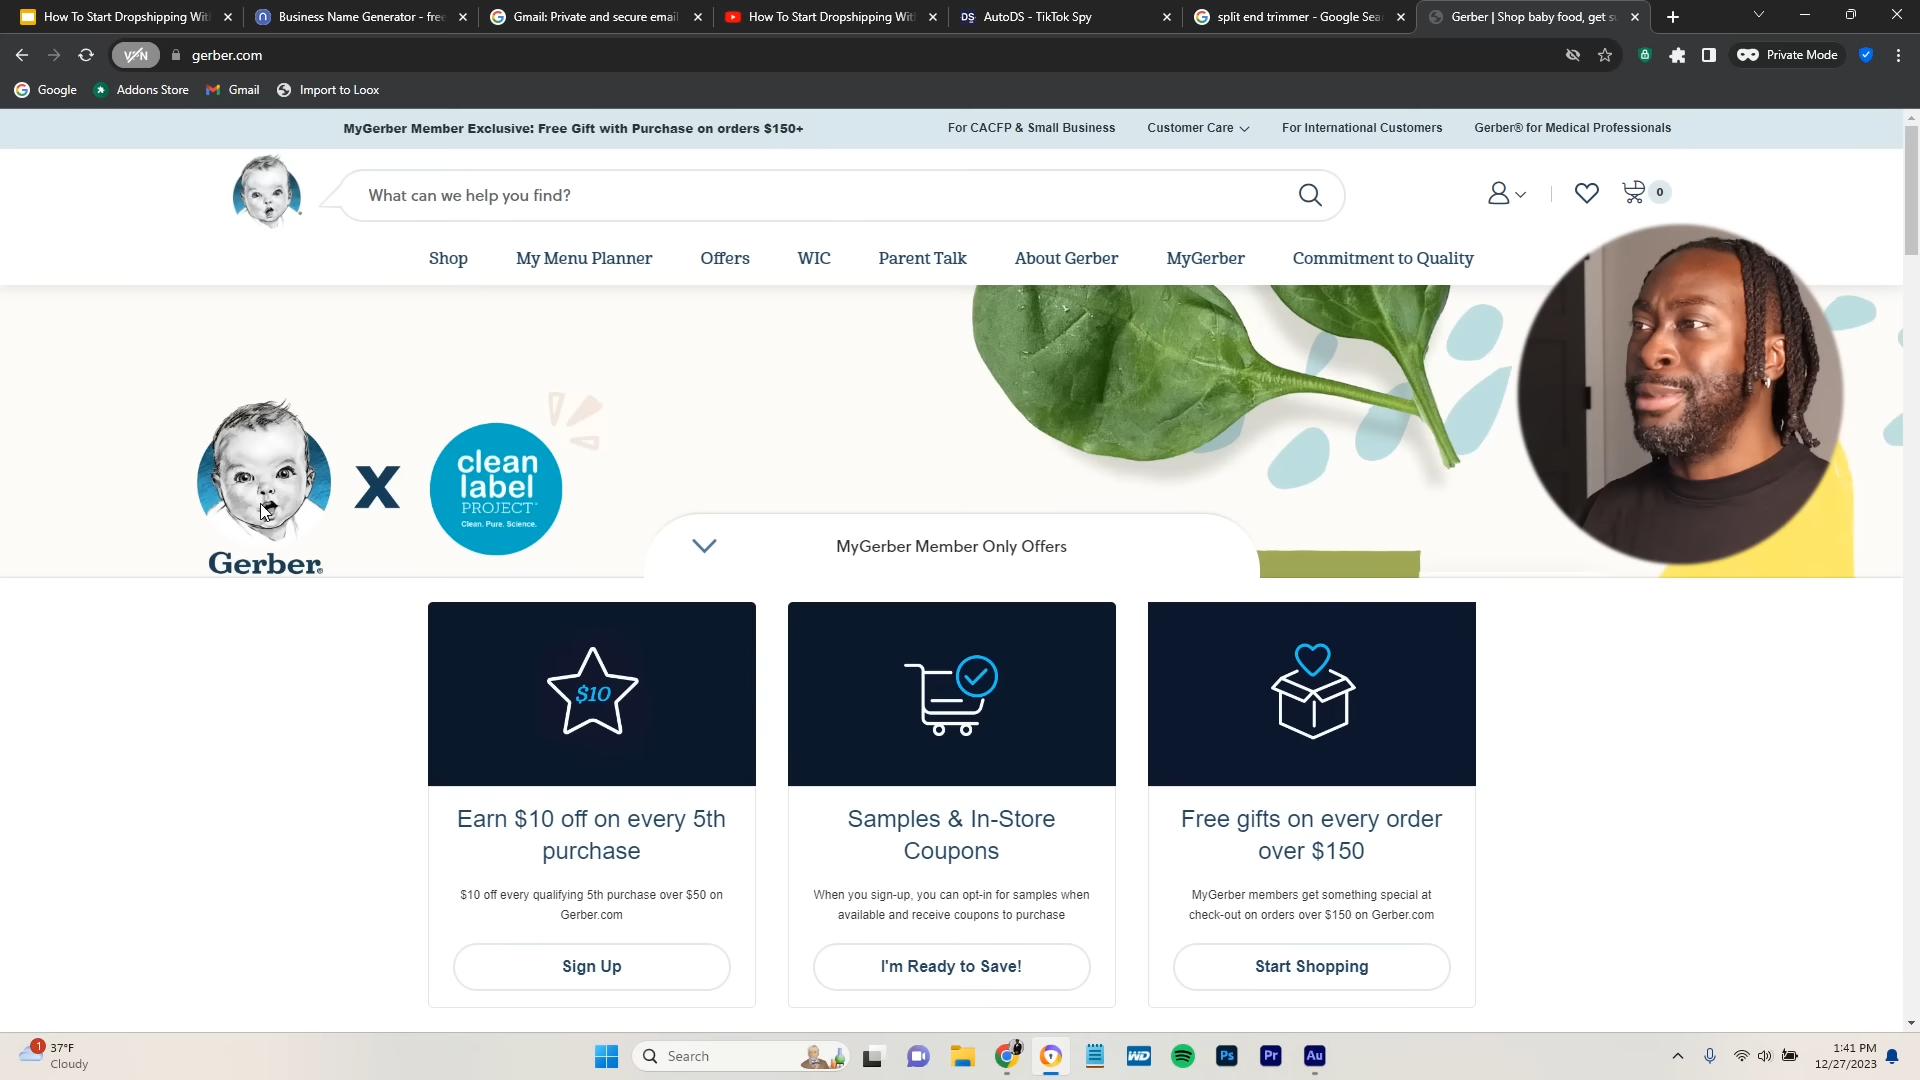 How To Start Dropshipping Wit
Business Name Generator - free
Gmail: Private and secure email
How To Start Dropshipping Wit
DS AutoDS - TikTok Spy
split end trimmer - Google Sea
Gerber | Shop baby food, get s
VPN
gerber.com
Private Mode
Google
Addons Store
Gmail
Import to Loox
MyGerber Member Exclusive: Free Gift with Purchase on orders $150+
For CACFP & Small Business
Customer Care
For International Customers
Gerber® for Medical Professionals
What can we help you find?
0
Shop
My Menu Planner
Offers
WIC
Parent Talk
About Gerber
MyGerber
Commitment to Quality
X
clean
label
PROJECT
Clean. Pure. Science.
Gerber®
MyGerber Member Only Offers
$10
Earn $10 off on every 5th
purchase
$10 off every qualifying 5th purchase over $50 on
Gerber.com
Sign Up
Samples & In-Store
Coupons
When you sign-up, you can opt-in for samples when
available and receive coupons to purchase
I'm Ready to Save!
Free gifts on every order
over $150
MyGerber members get something special at
check-out on orders over $150 on Gerber.com
Start Shopping
1
37°F
Cloudy
Search
WD
Ps
Pr
Au
1:41 PM
12/27/2023